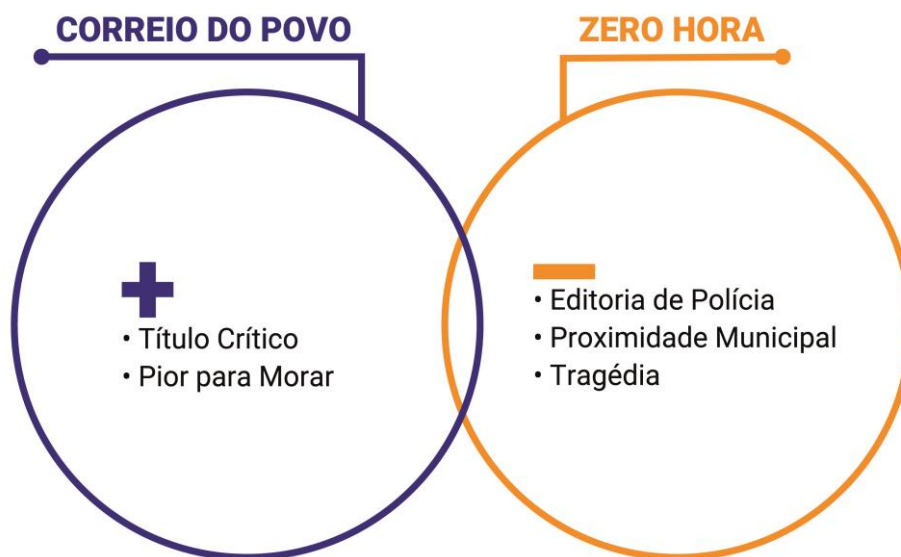 CORREIO DO POVO
ZERO HORA
+
• Título Crítico
• Pior para Morar
−
• Editoria de Polícia
• Proximidade Municipal
• Tragédia